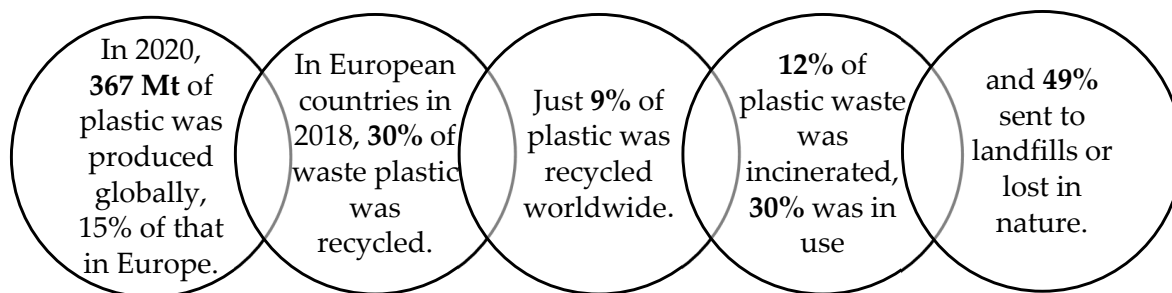 In 2020,
367 Mt of
plastic was
produced
globally,
15% of that
in Europe.
In European
countries in
2018, 30% of
waste plastic
was
recycled.
Just 9% of
plastic was
recycled
worldwide.
12% of
plastic waste
was
incinerated,
30% was in
use
and 49%
sent to
landfills or
lost in
nature.